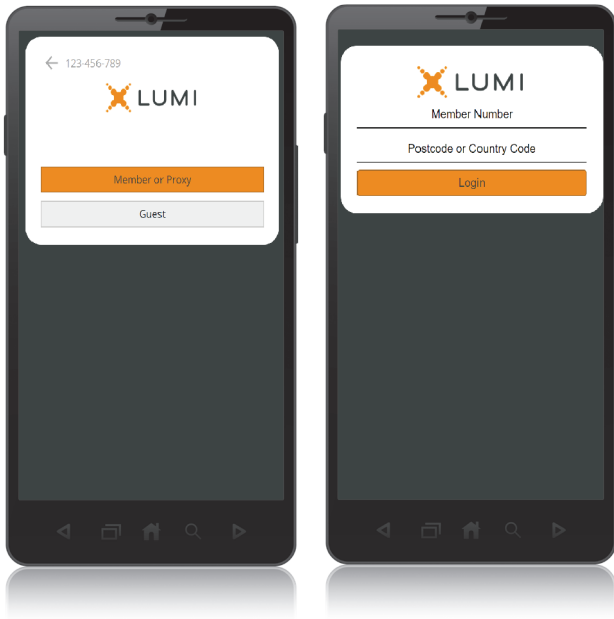 123-456-789
LUMI
Member or Proxy
Guest
LUMI
Member Number
Postcode or Country Code
Login